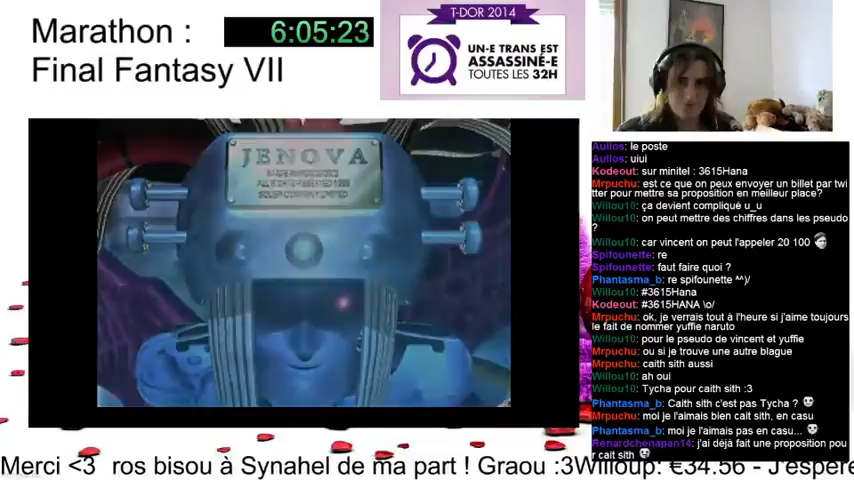 Marathon :
Final Fantasy VII
6:05:23
T-DOR 2014
UN-E TRANS EST
ASSASSINÉ-E
TOUTES LES 32H
JENOVA
Auilos: le poste
Auilos: uiui
Kodeout: sur minitel : 3615Hana
Mrpuchu: est ce que on peux envoyer un billet par twi
tter pour mettre sa proposition en meilleur place?
Willou10: ça devient compliqué u_u
Willou10: on peut mettre des chiffres dans les pseudo
?
Willou10: car vincent on peut l'appeler 20 100
Spifounette: re
Spifounette: faut faire quoi ?
Phantasma_b: re spifounette ^^)/
Willou10: #3615Hana
Kodeout: #3615HANA \o/
Mrpuchu: ok, je verrais tout à l'heure si j'aime toujours
le fait de nommer yuffie naruto
Willou10: pour le pseudo de vincent et yuffie
Mrpuchu: ou si je trouve une autre blague
Mrpuchu: caith sith aussi
Willou10: ah oui
Willou10: Tycha pour caith sith :3
Phantasma_b: Caith sith c'est pas Tycha ?
Mrpuchu: moi je l'aimais bien cait sith, en casu
Phantasma_b: moi je l'aimais pas en casu...
Renardchenapan14: j'ai déjà fait une proposition pou
r cait sith
Merci <3 ros bisou à Synahel de ma part ! Graou :3Willoup: €34.56 - J'espere